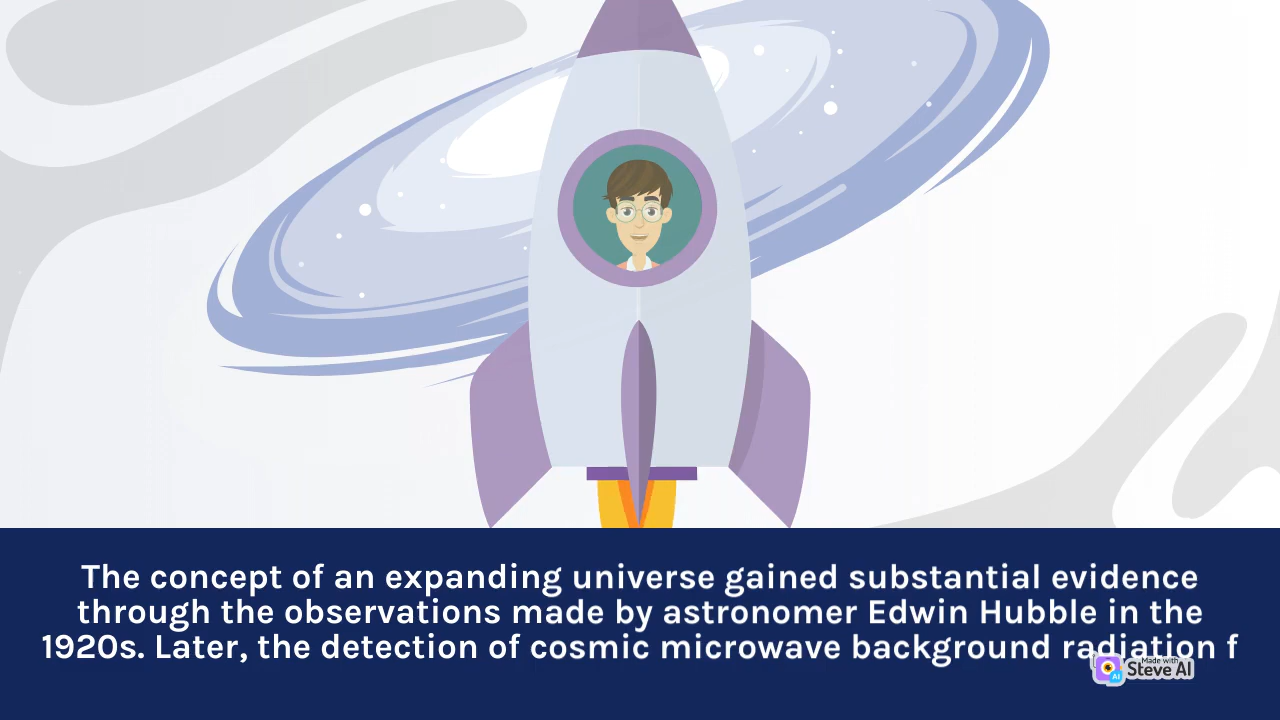 The concept of an expanding universe gained substantial evidence
through the observations made by astronomer Edwin Hubble in the
1920s. Later, the detection of cosmic microwave background radiation f
Made with
Steve AI
AI